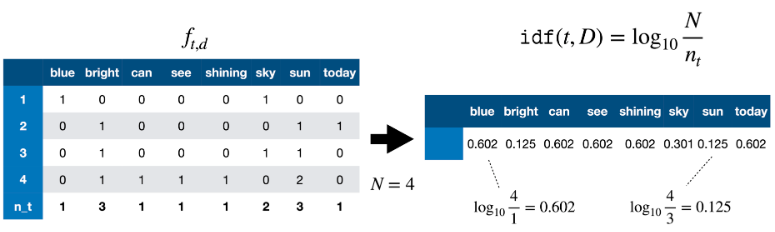 f_{t,d}
idf(t, D) = log₁₀ N/n_t
blue bright can see shining sky sun today
1 1 0 0 0 0 1 0 0
2 0 1 0 0 0 0 1 1
3 0 1 0 0 0 1 1 0
4 0 1 1 1 1 0 2 0
n_t 1 3 1 1 1 2 3 1
N = 4
blue bright can see shining sky sun today
0.602 0.125 0.602 0.602 0.602 0.301 0.125 0.602
log₁₀ 4/1 = 0.602
log₁₀ 4/3 = 0.125